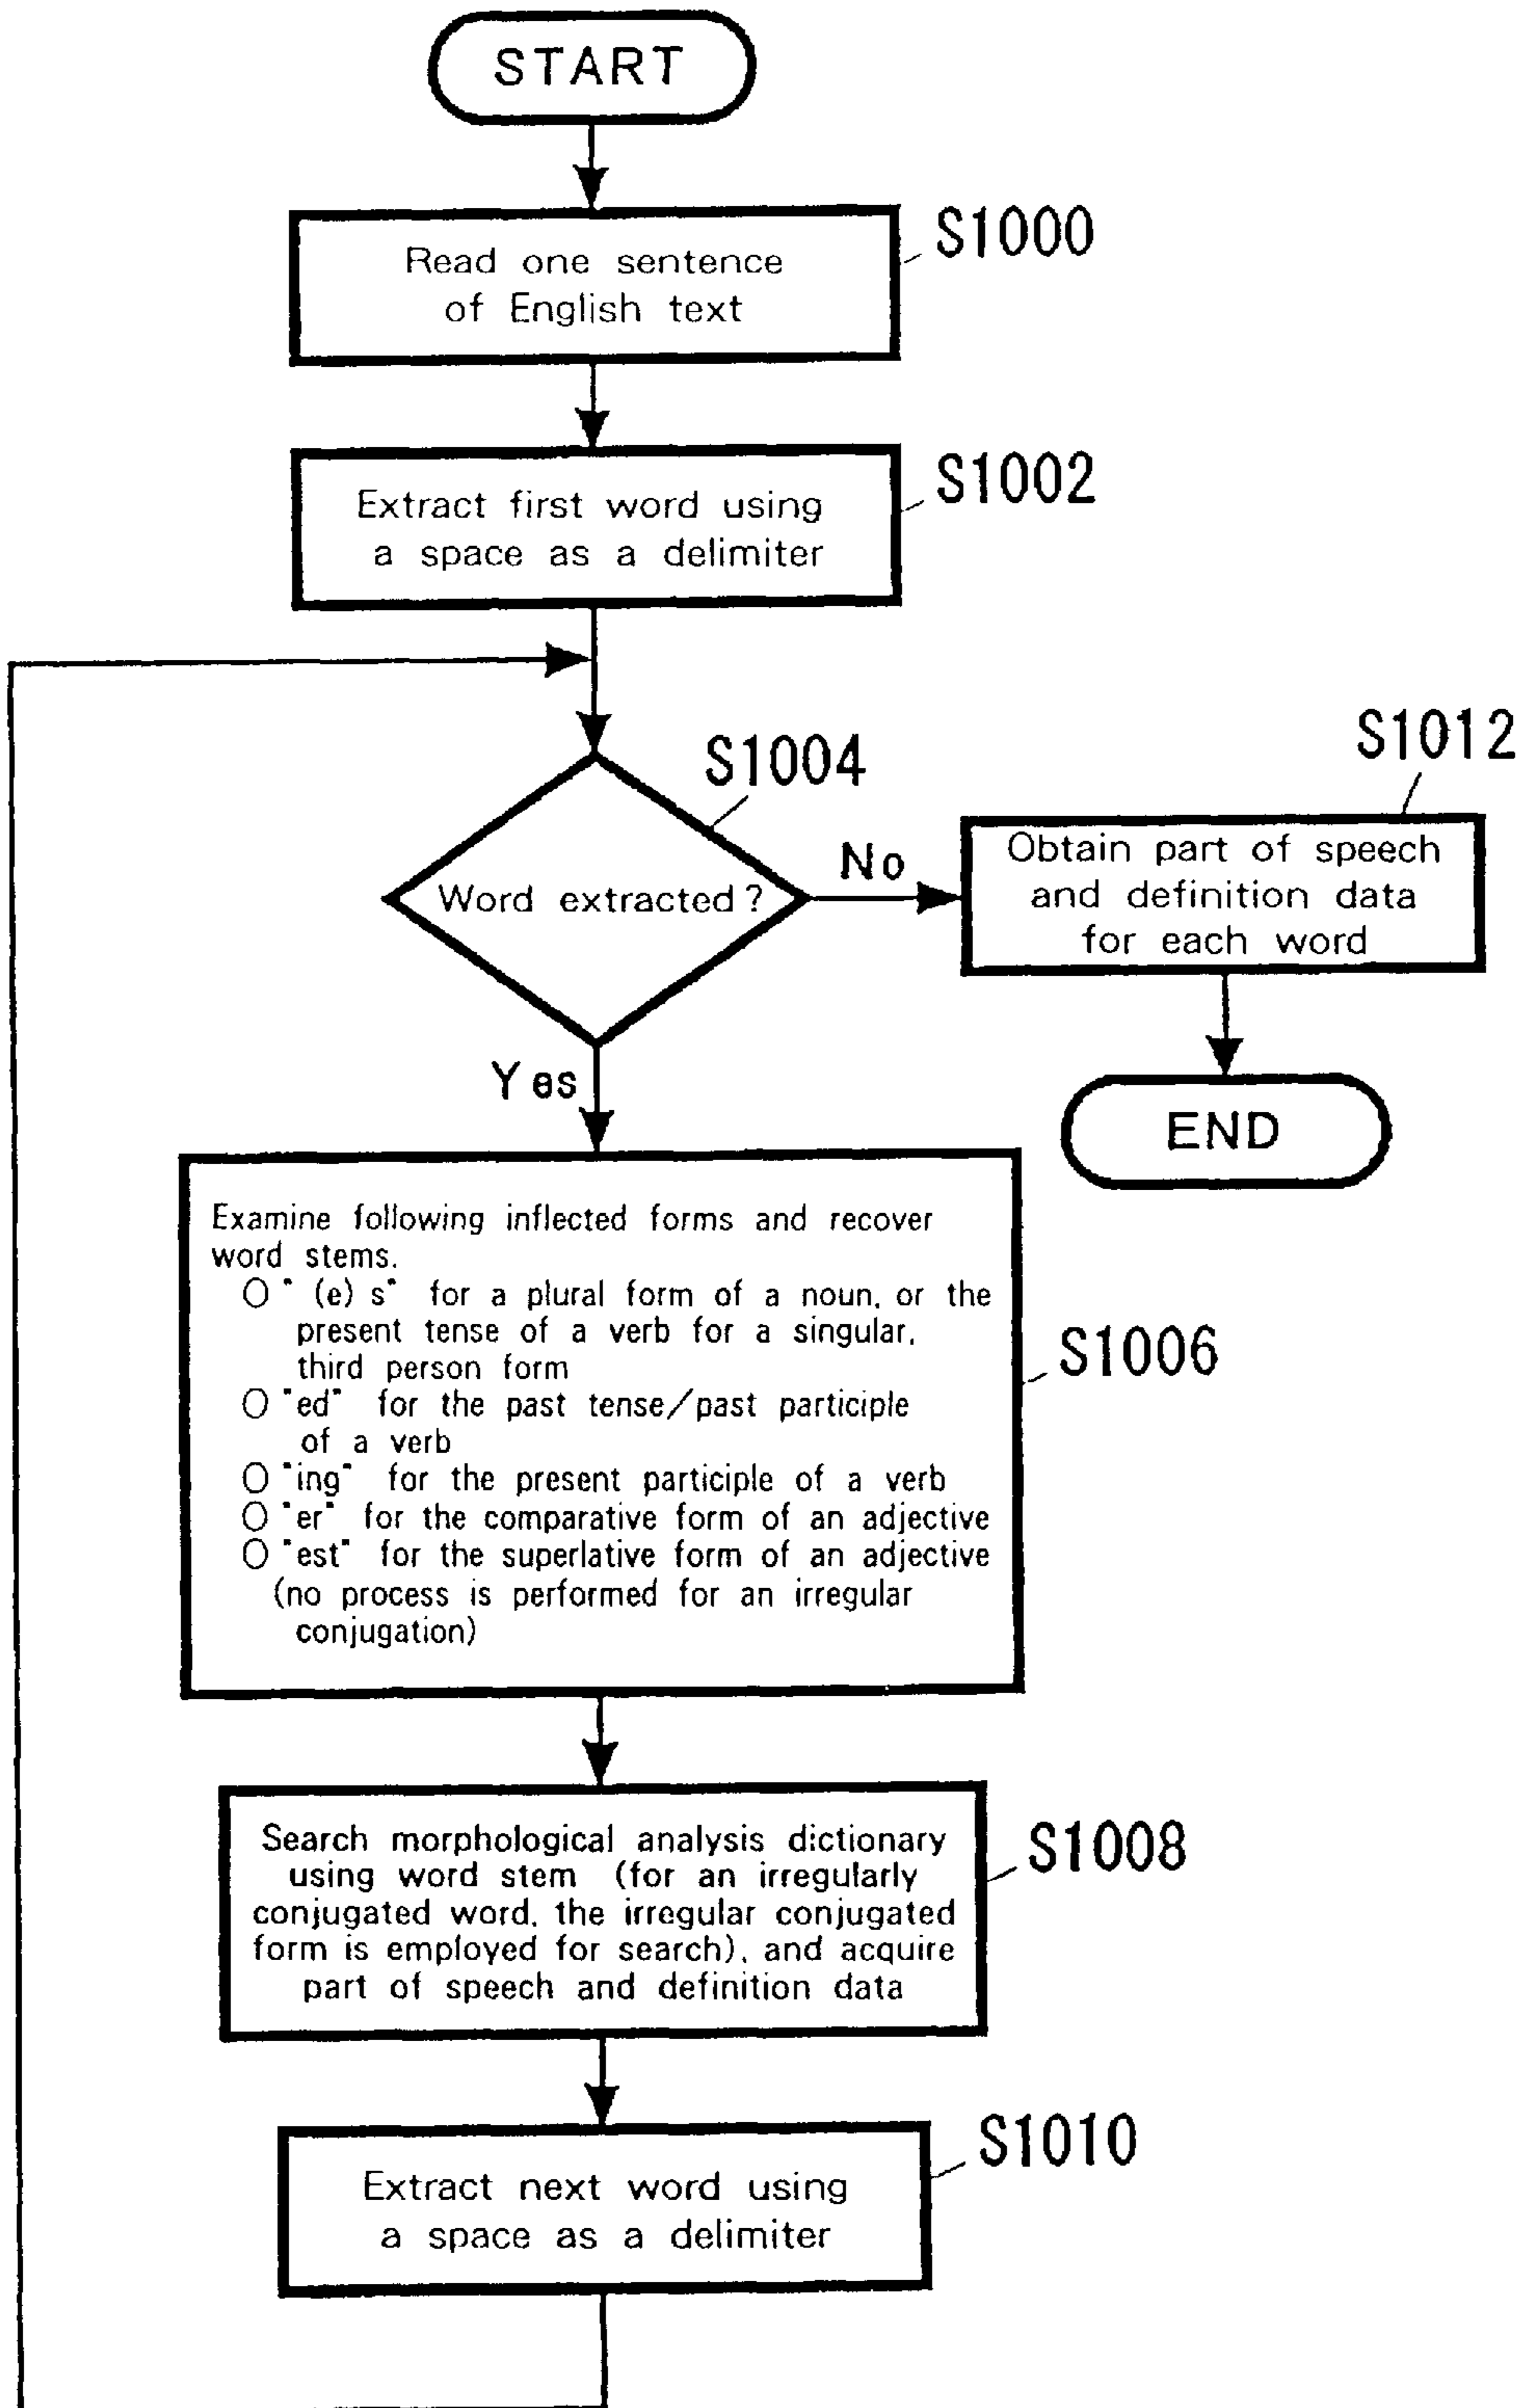 START
S1000
Read one sentence
of English text
S1002
Extract first word using
a space as a delimiter
S1004
Word extracted?
No
S1012
Obtain part of speech
and definition data
for each word
END
Yes
S1006
Examine following inflected forms and recover
word stems.
○ "(e) s" for a plural form of a noun, or the
present tense of a verb for a singular,
third person form
○ "ed" for the past tense/past participle
of a verb
○ "ing" for the present participle of a verb
○ "er" for the comparative form of an adjective
○ "est" for the superlative form of an adjective
(no process is performed for an irregular
conjugation)
S1008
Search morphological analysis dictionary
using word stem (for an irregularly
conjugated word, the irregular conjugated
form is employed for search), and acquire
part of speech and definition data
S1010
Extract next word using
a space as a delimiter